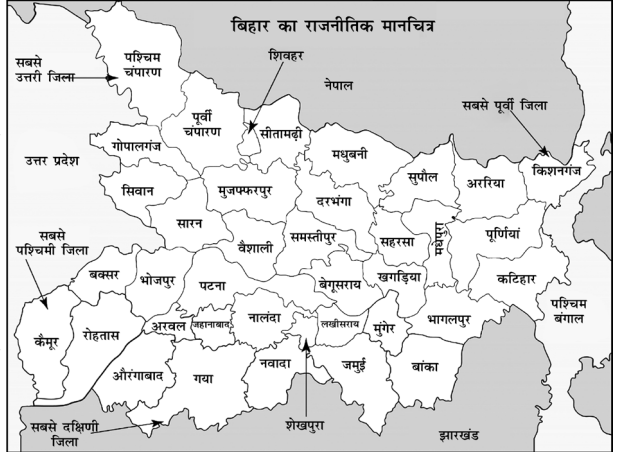 बिहार का राजनीतिक मानचित्र
सबसे
उत्तरी जिला
पश्चिम
चंपारण
शिवहर
नेपाल
सबसे पूर्वी जिला
पूर्वी
चंपारण
सीतामढ़ी
गोपालगंज
मधुबनी
सुपौल
अररिया
किशनगंज
उत्तर प्रदेश
सिवान
मुजफ्फरपुर
दरभंगा
सारन
वैशाली
समस्तीपुर
सहरसा
मधेपुरा
पूर्णियां
सबसे
पश्चिमी जिला
बक्सर
भोजपुर
पटना
बेगूसराय
खगड़िया
कटिहार
पश्चिम
बंगाल
कैमूर
रोहतास
अरवल
जहानाबाद
नालंदा
लखीसराय
मुंगेर
भागलपुर
औरंगाबाद
गया
नवादा
जमुई
बांका
सबसे दक्षिणी
जिला
शेखपुरा
झारखंड